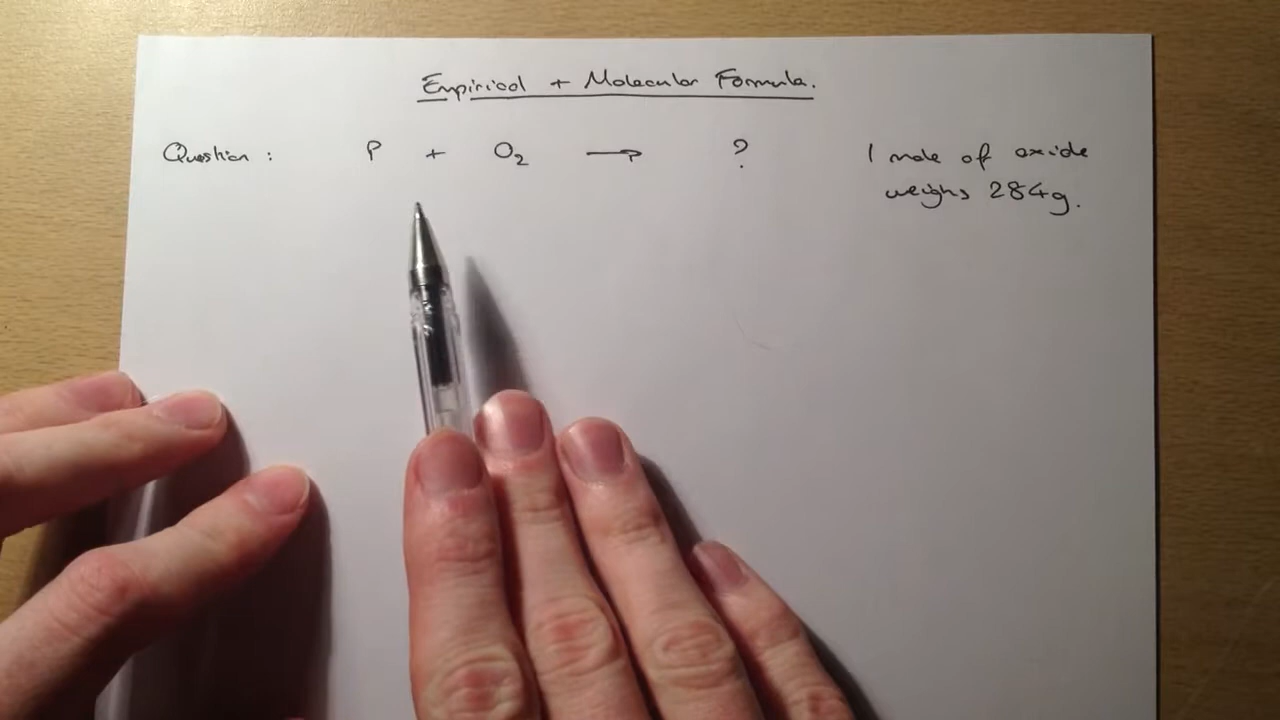 Empirical + Molecular Formula.
Question : P + O2 → ? 1 mole of oxide
weighs 284g.